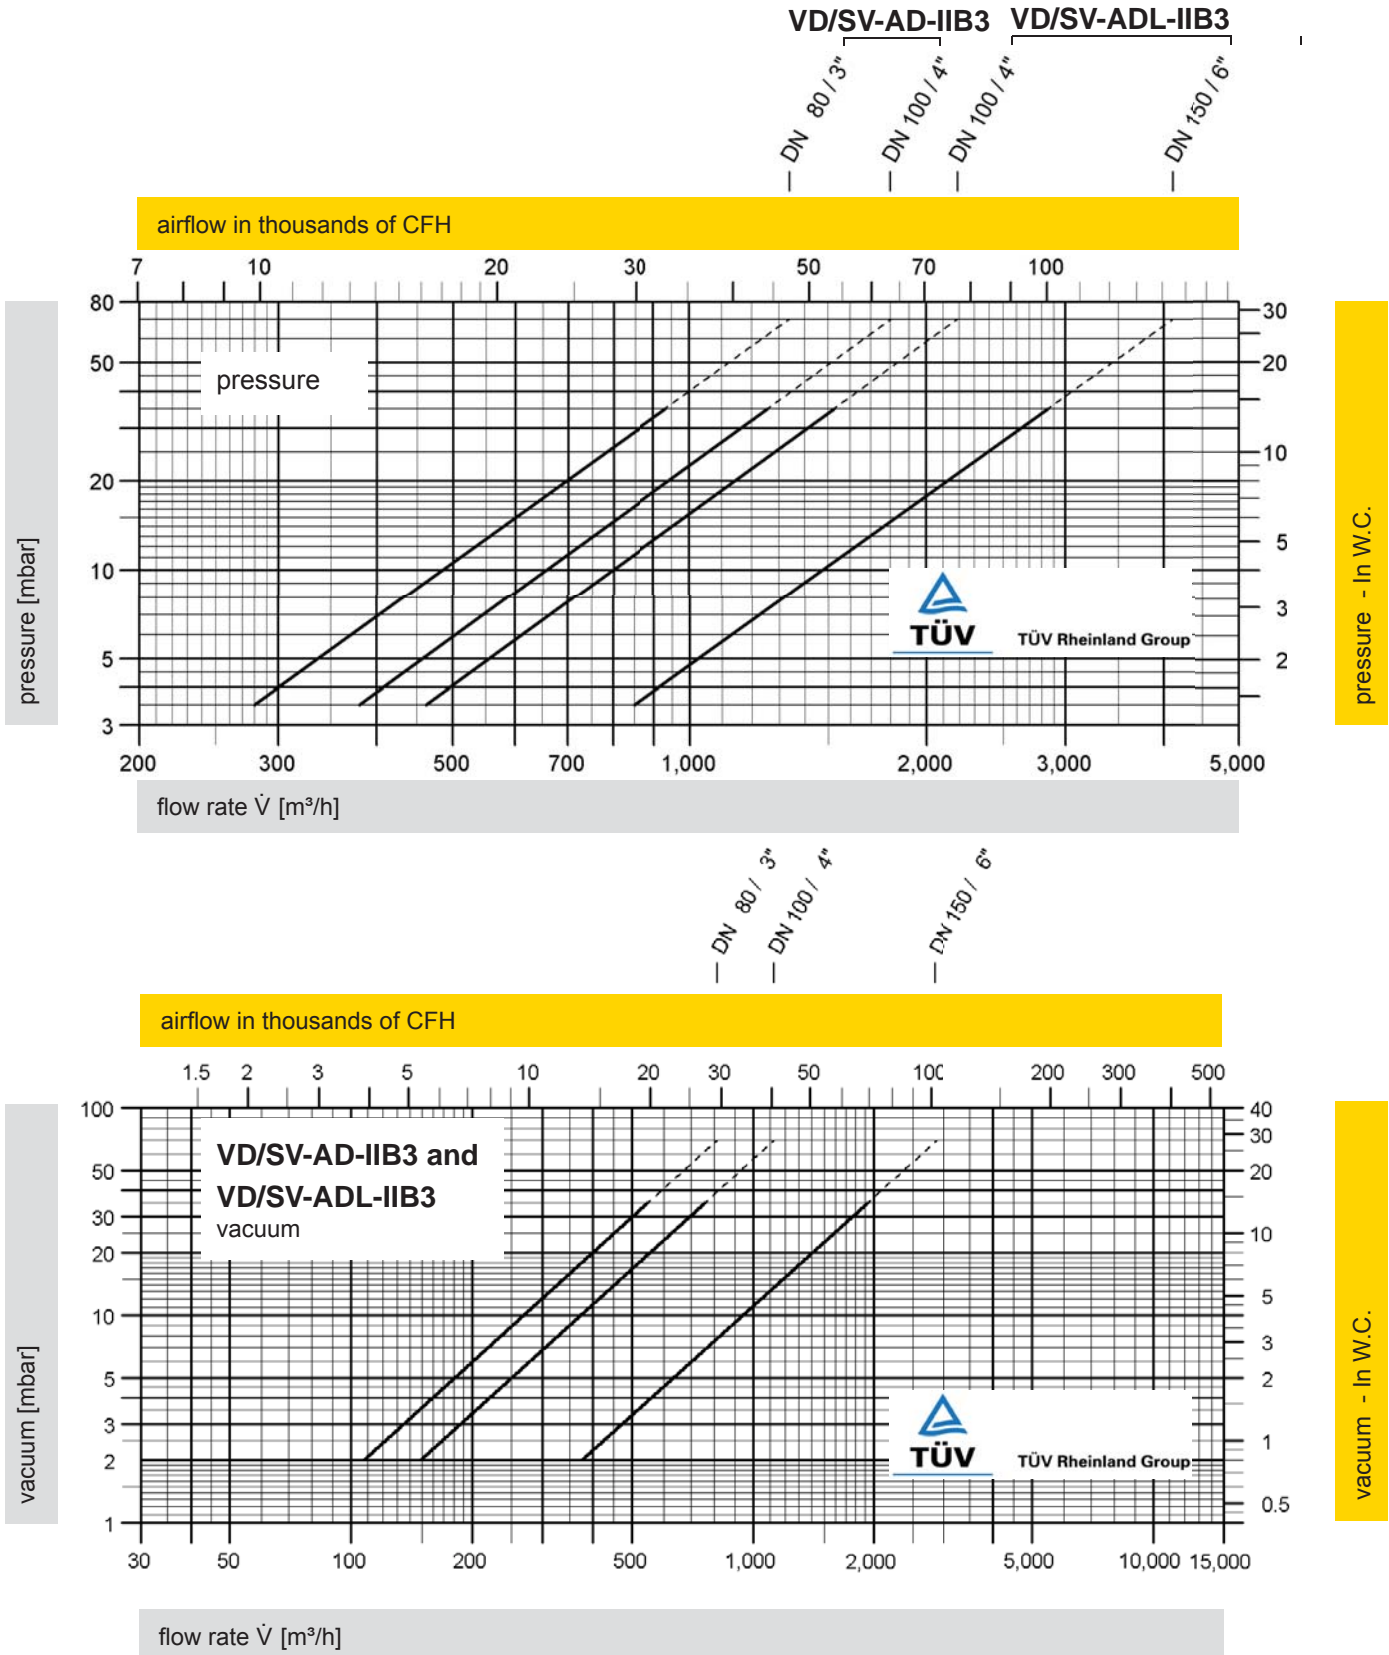 VD/SV-AD-IIB3 VD/SV-ADL-IIB3
DN 80 / 3"
DN 100 / 4"
DN 100 / 4"
DN 150 / 6"
airflow in thousands of CFH
7 10 20 30 50 70 100
80
50
20
10
5
3
30
20
10
5
3
2
pressure
pressure [mbar]
pressure - In W.C.
TÜV
TÜV Rheinland Group
200 300 500 700 1,000 2,000 3,000 5,000
flow rate V̇ [m³/h]
DN 80 / 3"
DN 100 / 4"
DN 150 / 6"
airflow in thousands of CFH
1.5 2 3 5 10 20 30 50 100 200 300 500
100
50
30
20
10
5
3
2
1
40
30
20
10
5
3
2
1
0.5
VD/SV-AD-IIB3 and
VD/SV-ADL-IIB3
vacuum
vacuum [mbar]
vacuum - In W.C.
TÜV
TÜV Rheinland Group
30 50 100 200 500 1,000 2,000 5,000 10,000 15,000
flow rate V̇ [m³/h]